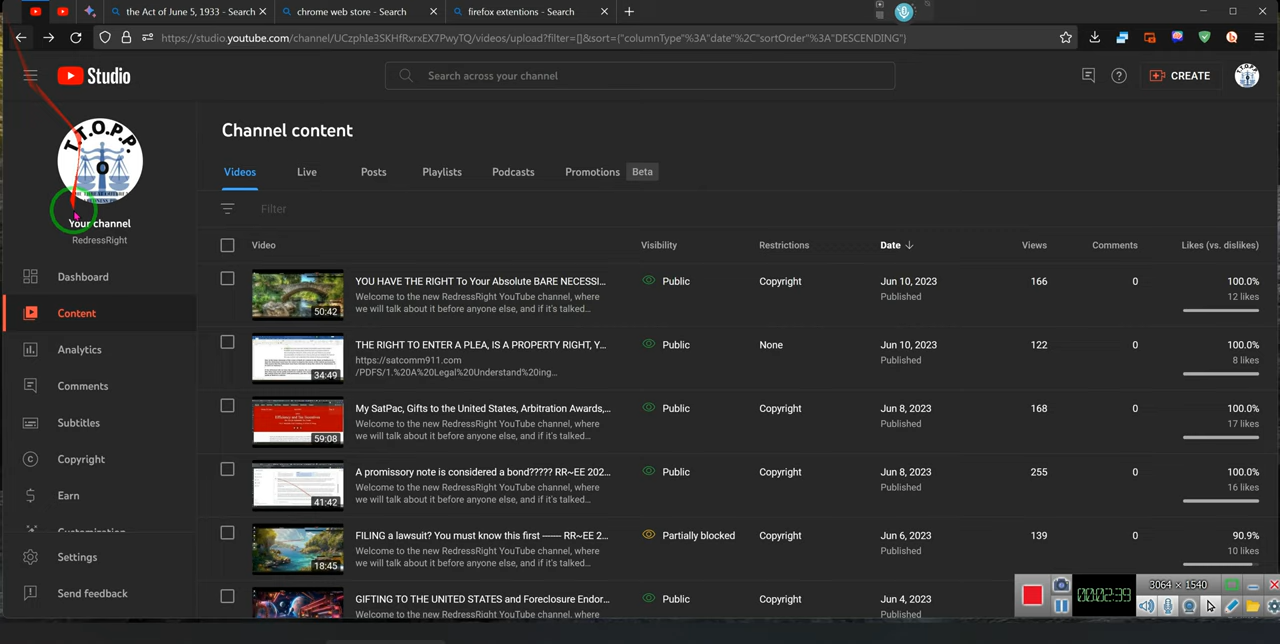 the Act of June 5, 1933 - Search
chrome web store - Search
firefox extentions - Search
https://studio.youtube.com/channel/UCzphIe3SKHfRxrxEX7PwyTQ/videos/upload?filter=[]&sort={"columnType"%3A"date"%2C"sortOrder"%3A"DESCENDING"}
Studio
Search across your channel
CREATE
T.T.O.P.P.
Your channel
RedressRight
Dashboard
Content
Analytics
Comments
Subtitles
Copyright
Earn
Customization
Settings
Send feedback
Channel content
Videos
Live
Posts
Playlists
Podcasts
Promotions
Beta
Filter
Video
Visibility
Restrictions
Date
Views
Comments
Likes (vs. dislikes)
50:42
YOU HAVE THE RIGHT To Your Absolute BARE NECESSI...
Welcome to the new RedressRight YouTube channel, where
we will talk about it before anyone else, and if it's talked...
Public
Copyright
Jun 10, 2023
Published
166
0
100.0%
12 likes
34:49
THE RIGHT TO ENTER A PLEA, IS A PROPERTY RIGHT, Y...
https://satcomm911.com
/PDFS/1.%20A%20Legal%20Understand%20ing...
Public
None
Jun 10, 2023
Published
122
0
100.0%
8 likes
59:08
My SatPac, Gifts to the United States, Arbitration Awards,...
Welcome to the new RedressRight YouTube channel, where
we will talk about it before anyone else, and if it's talked...
Public
Copyright
Jun 8, 2023
Published
168
0
100.0%
17 likes
41:42
A promissory note is considered a bond????? RR~EE 202...
Welcome to the new RedressRight YouTube channel, where
we will talk about it before anyone else, and if it's talked...
Public
Copyright
Jun 8, 2023
Published
255
0
100.0%
16 likes
18:45
FILING a lawsuit? You must know this first —— RR~EE 2...
Welcome to the new RedressRight YouTube channel, where
we will talk about it before anyone else, and if it's talked...
Partially blocked
Copyright
Jun 6, 2023
Published
139
0
90.9%
10 likes
GIFTING TO THE UNITED STATES and Foreclosure Endor...
Public
Copyright
Jun 4, 2023
180
0
100.0%
3064 × 1540
00:02:39